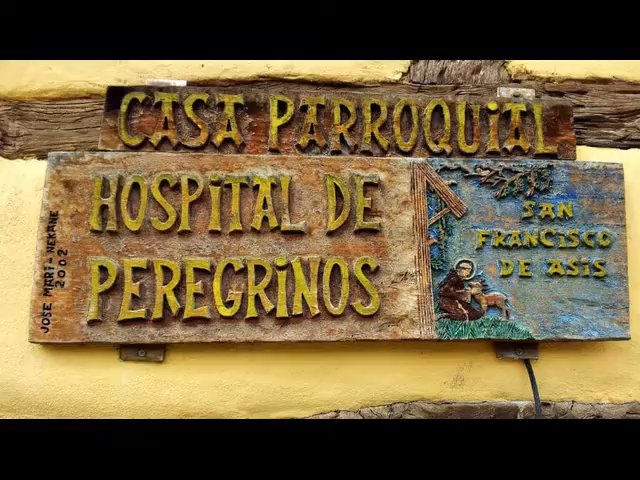 CASA PARROQUiAL
HOSPiTAL DE
PEREGRiNOS
SAN
FRANCISCO
DE ASIS
JOSE MARI - NEKANE
2002